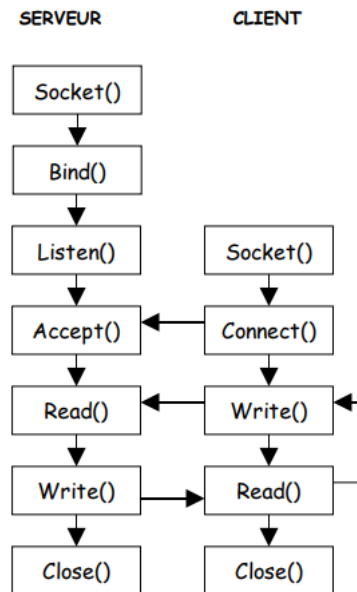 SERVEUR CLIENT
Socket()
Bind()
Listen() Socket()
Accept() Connect()
Read() Write()
Write() Read()
Close() Close()